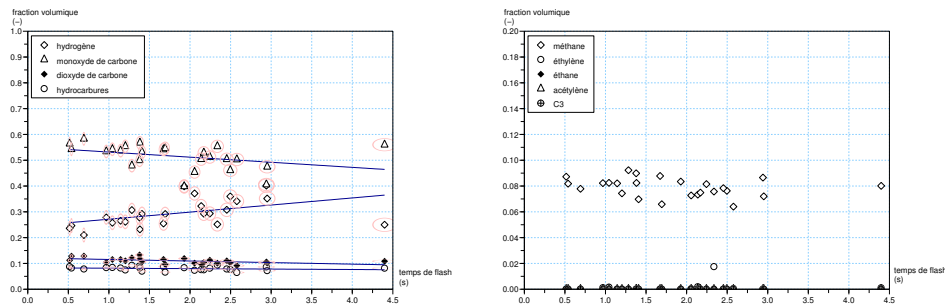 fraction volumique
(−)
1.0
0.9
0.8
0.7
0.6
0.5
0.4
0.3
0.2
0.1
0.0
0.0 0.5 1.0 1.5 2.0 2.5 3.0 3.5 4.0 4.5
hydrogène
monoxyde de carbone
dioxyde de carbone
hydrocarbures
temps de flash
(s)
fraction volumique
(−)
0.20
0.18
0.16
0.14
0.12
0.10
0.08
0.06
0.04
0.02
0.00
0.0 0.5 1.0 1.5 2.0 2.5 3.0 3.5 4.0 4.5
méthane
éthylène
éthane
acétylène
C3
temps de flash
(s)